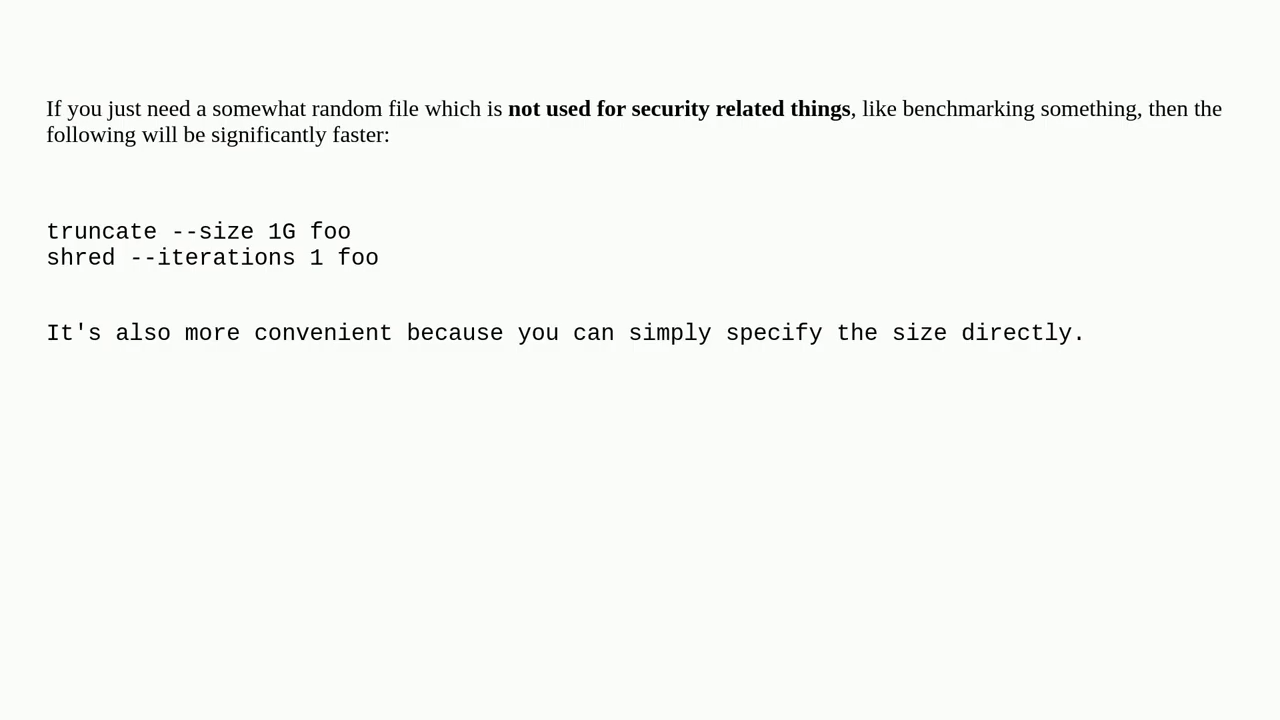 If you just need a somewhat random file which is not used for security related things, like benchmarking something, then the
following will be significantly faster:
truncate --size 1G foo
shred --iterations 1 foo
It's also more convenient because you can simply specify the size directly.